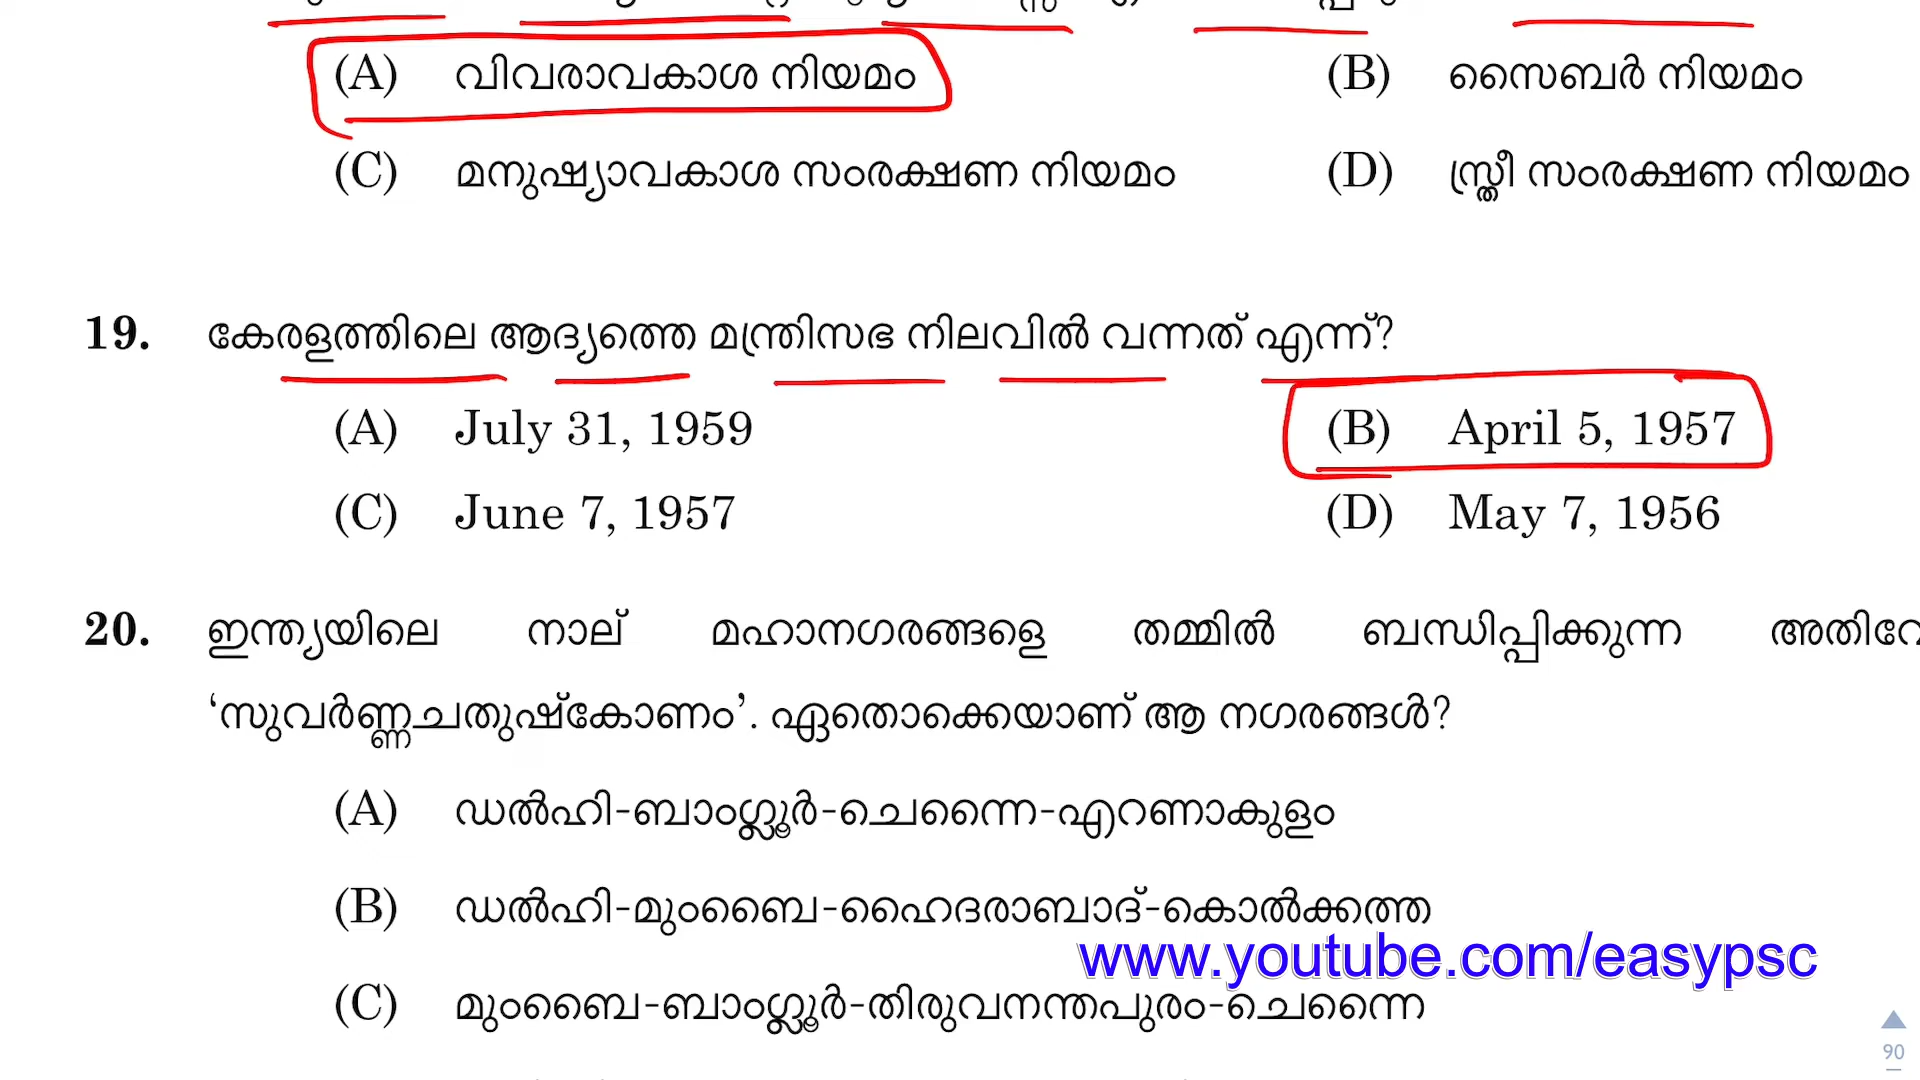 (A) വിവരാവകാശ നിയമം (B) സൈബർ നിയമം
(C) മനുഷ്യാവകാശ സംരക്ഷണ നിയമം (D) സ്ത്രീ സംരക്ഷണ നിയമം
19. കേരളത്തിലെ ആദ്യത്തെ മന്ത്രിസഭ നിലവിൽ വന്നത് എന്ന്?
(A) July 31, 1959 (B) April 5, 1957
(C) June 7, 1957 (D) May 7, 1956
20. ഇന്ത്യയിലെ നാല് മഹാനഗരങ്ങളെ തമ്മിൽ ബന്ധിപ്പിക്കുന്ന
‘സുവർണ്ണചതുഷ്കോണം’. ഏതൊക്കെയാണ് ആ നഗരങ്ങൾ?
(A) ഡൽഹി-ബാംഗ്ലൂർ-ചെന്നൈ-എറണാകുളം
(B) ഡൽഹി-മുംബൈ-ഹൈദരാബാദ്-കൊൽക്കത്ത
www.youtube.com/easypsc
(C) മുംബൈ-ബാംഗ്ലൂർ-തിരുവനന്തപുരം-ചെന്നൈ
90